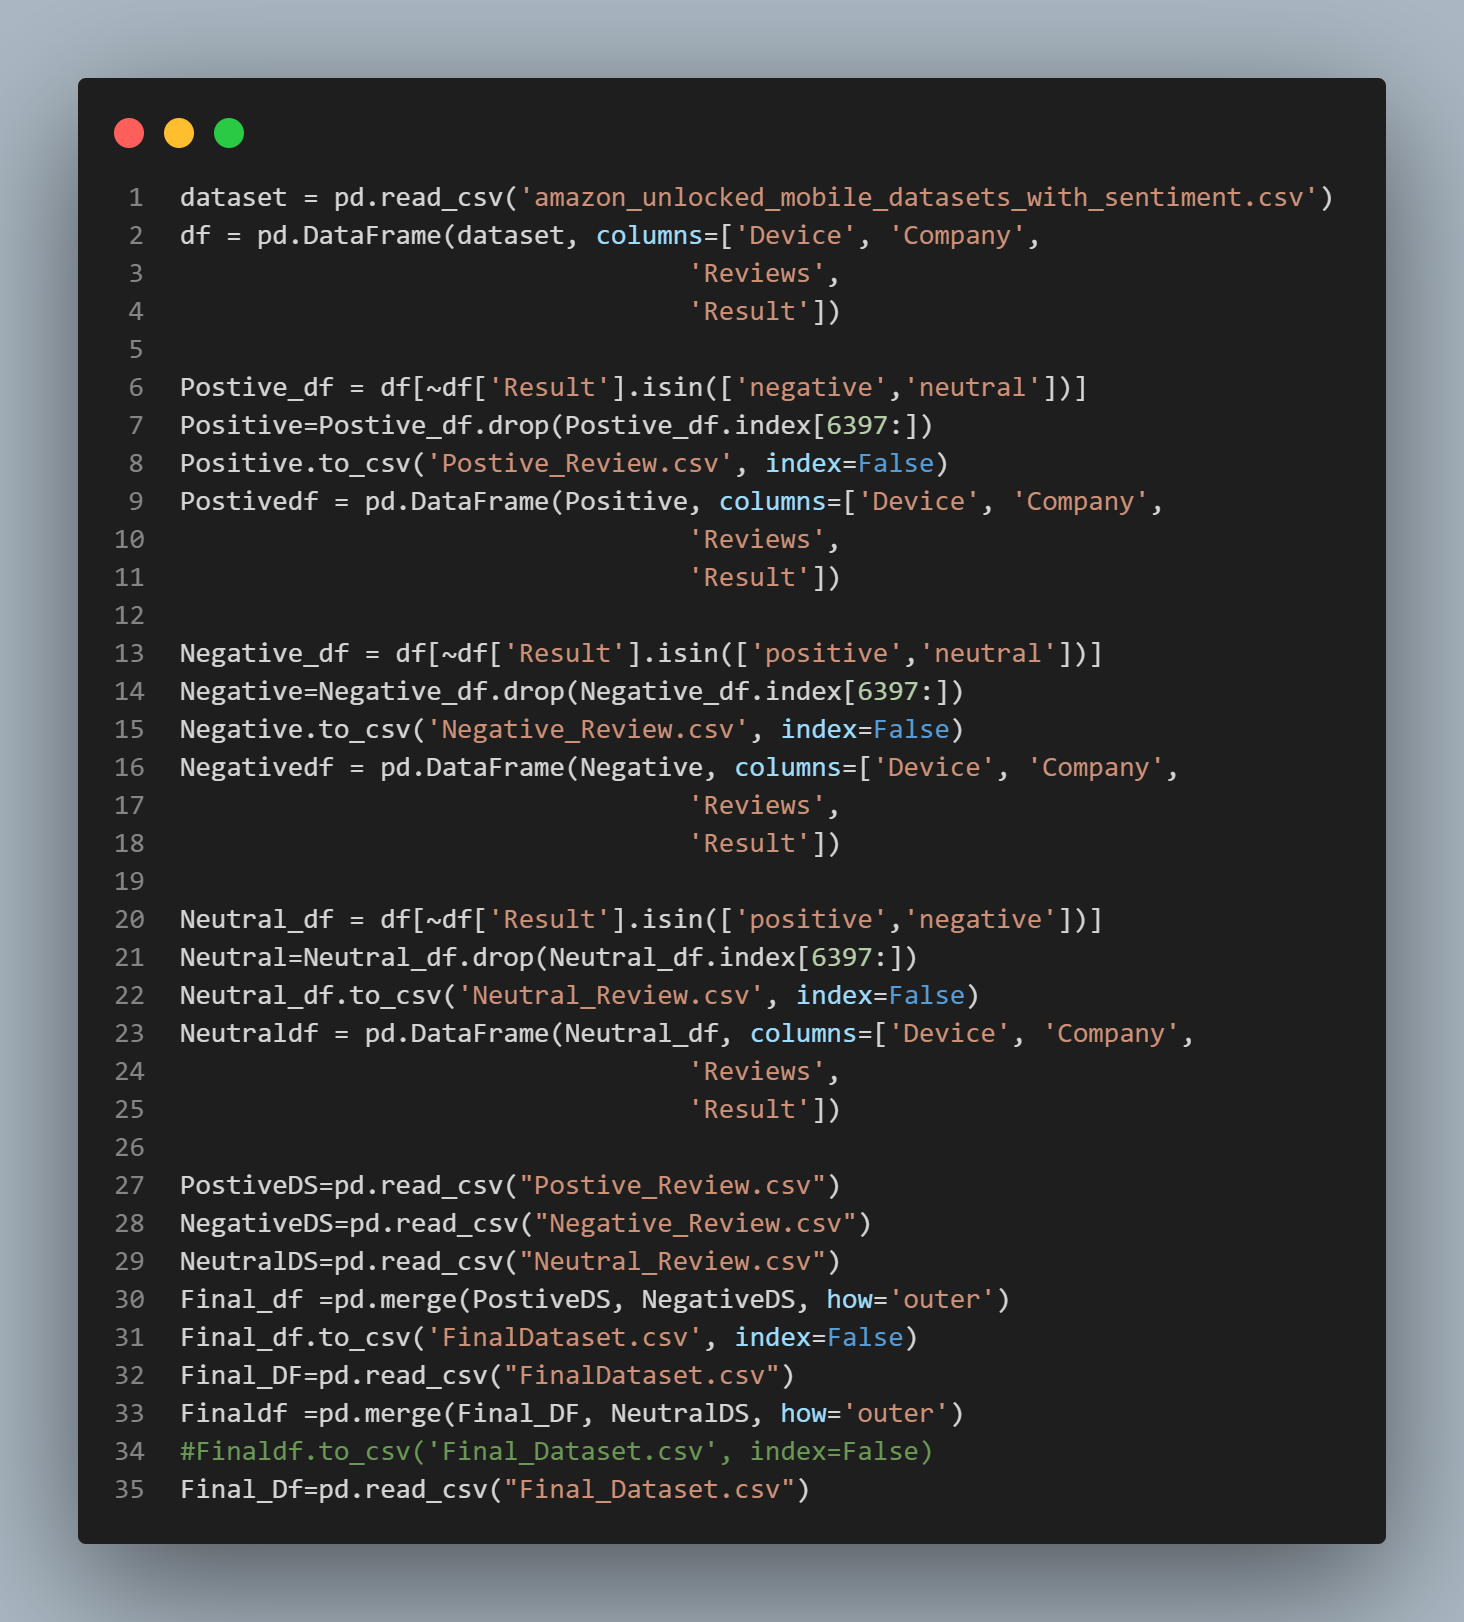 1 dataset = pd.read_csv('amazon_unlocked_mobile_datasets_with_sentiment.csv')
2 df = pd.DataFrame(dataset, columns=['Device', 'Company',
3                                  'Reviews',
4                                  'Result'])
5
6 Postive_df = df[~df['Result'].isin(['negative','neutral'])]
7 Positive=Postive_df.drop(Postive_df.index[6397:])
8 Positive.to_csv('Postive_Review.csv', index=False)
9 Postivedf = pd.DataFrame(Positive, columns=['Device', 'Company',
10                                  'Reviews',
11                                  'Result'])
12
13 Negative_df = df[~df['Result'].isin(['positive','neutral'])]
14 Negative=Negative_df.drop(Negative_df.index[6397:])
15 Negative.to_csv('Negative_Review.csv', index=False)
16 Negativedf = pd.DataFrame(Negative, columns=['Device', 'Company',
17                                  'Reviews',
18                                  'Result'])
19
20 Neutral_df = df[~df['Result'].isin(['positive','negative'])]
21 Neutral=Neutral_df.drop(Neutral_df.index[6397:])
22 Neutral_df.to_csv('Neutral_Review.csv', index=False)
23 Neutraldf = pd.DataFrame(Neutral_df, columns=['Device', 'Company',
24                                  'Reviews',
25                                  'Result'])
26
27 PostiveDS=pd.read_csv("Postive_Review.csv")
28 NegativeDS=pd.read_csv("Negative_Review.csv")
29 NeutralDS=pd.read_csv("Neutral_Review.csv")
30 Final_df =pd.merge(PostiveDS, NegativeDS, how='outer')
31 Final_df.to_csv('FinalDataset.csv', index=False)
32 Final_DF=pd.read_csv("FinalDataset.csv")
33 Finaldf =pd.merge(Final_DF, NeutralDS, how='outer')
34 #Finaldf.to_csv('Final_Dataset.csv', index=False)
35 Final_Df=pd.read_csv("Final_Dataset.csv")